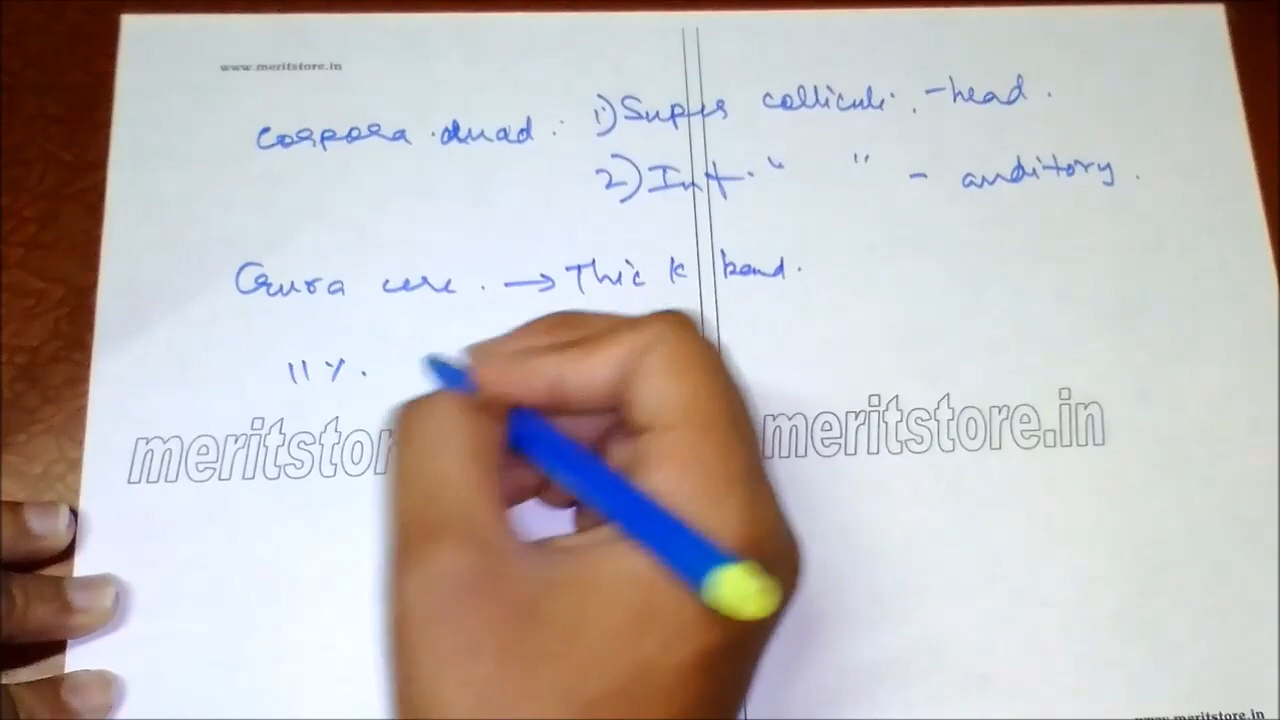 www.meritstore.in
corpora quad : 1) Super colliculi. - head.
2) Inf. " " - auditory.
Crura cere. → Thick band.
11%.
meritstor meritstore.in
www.meritstore.in